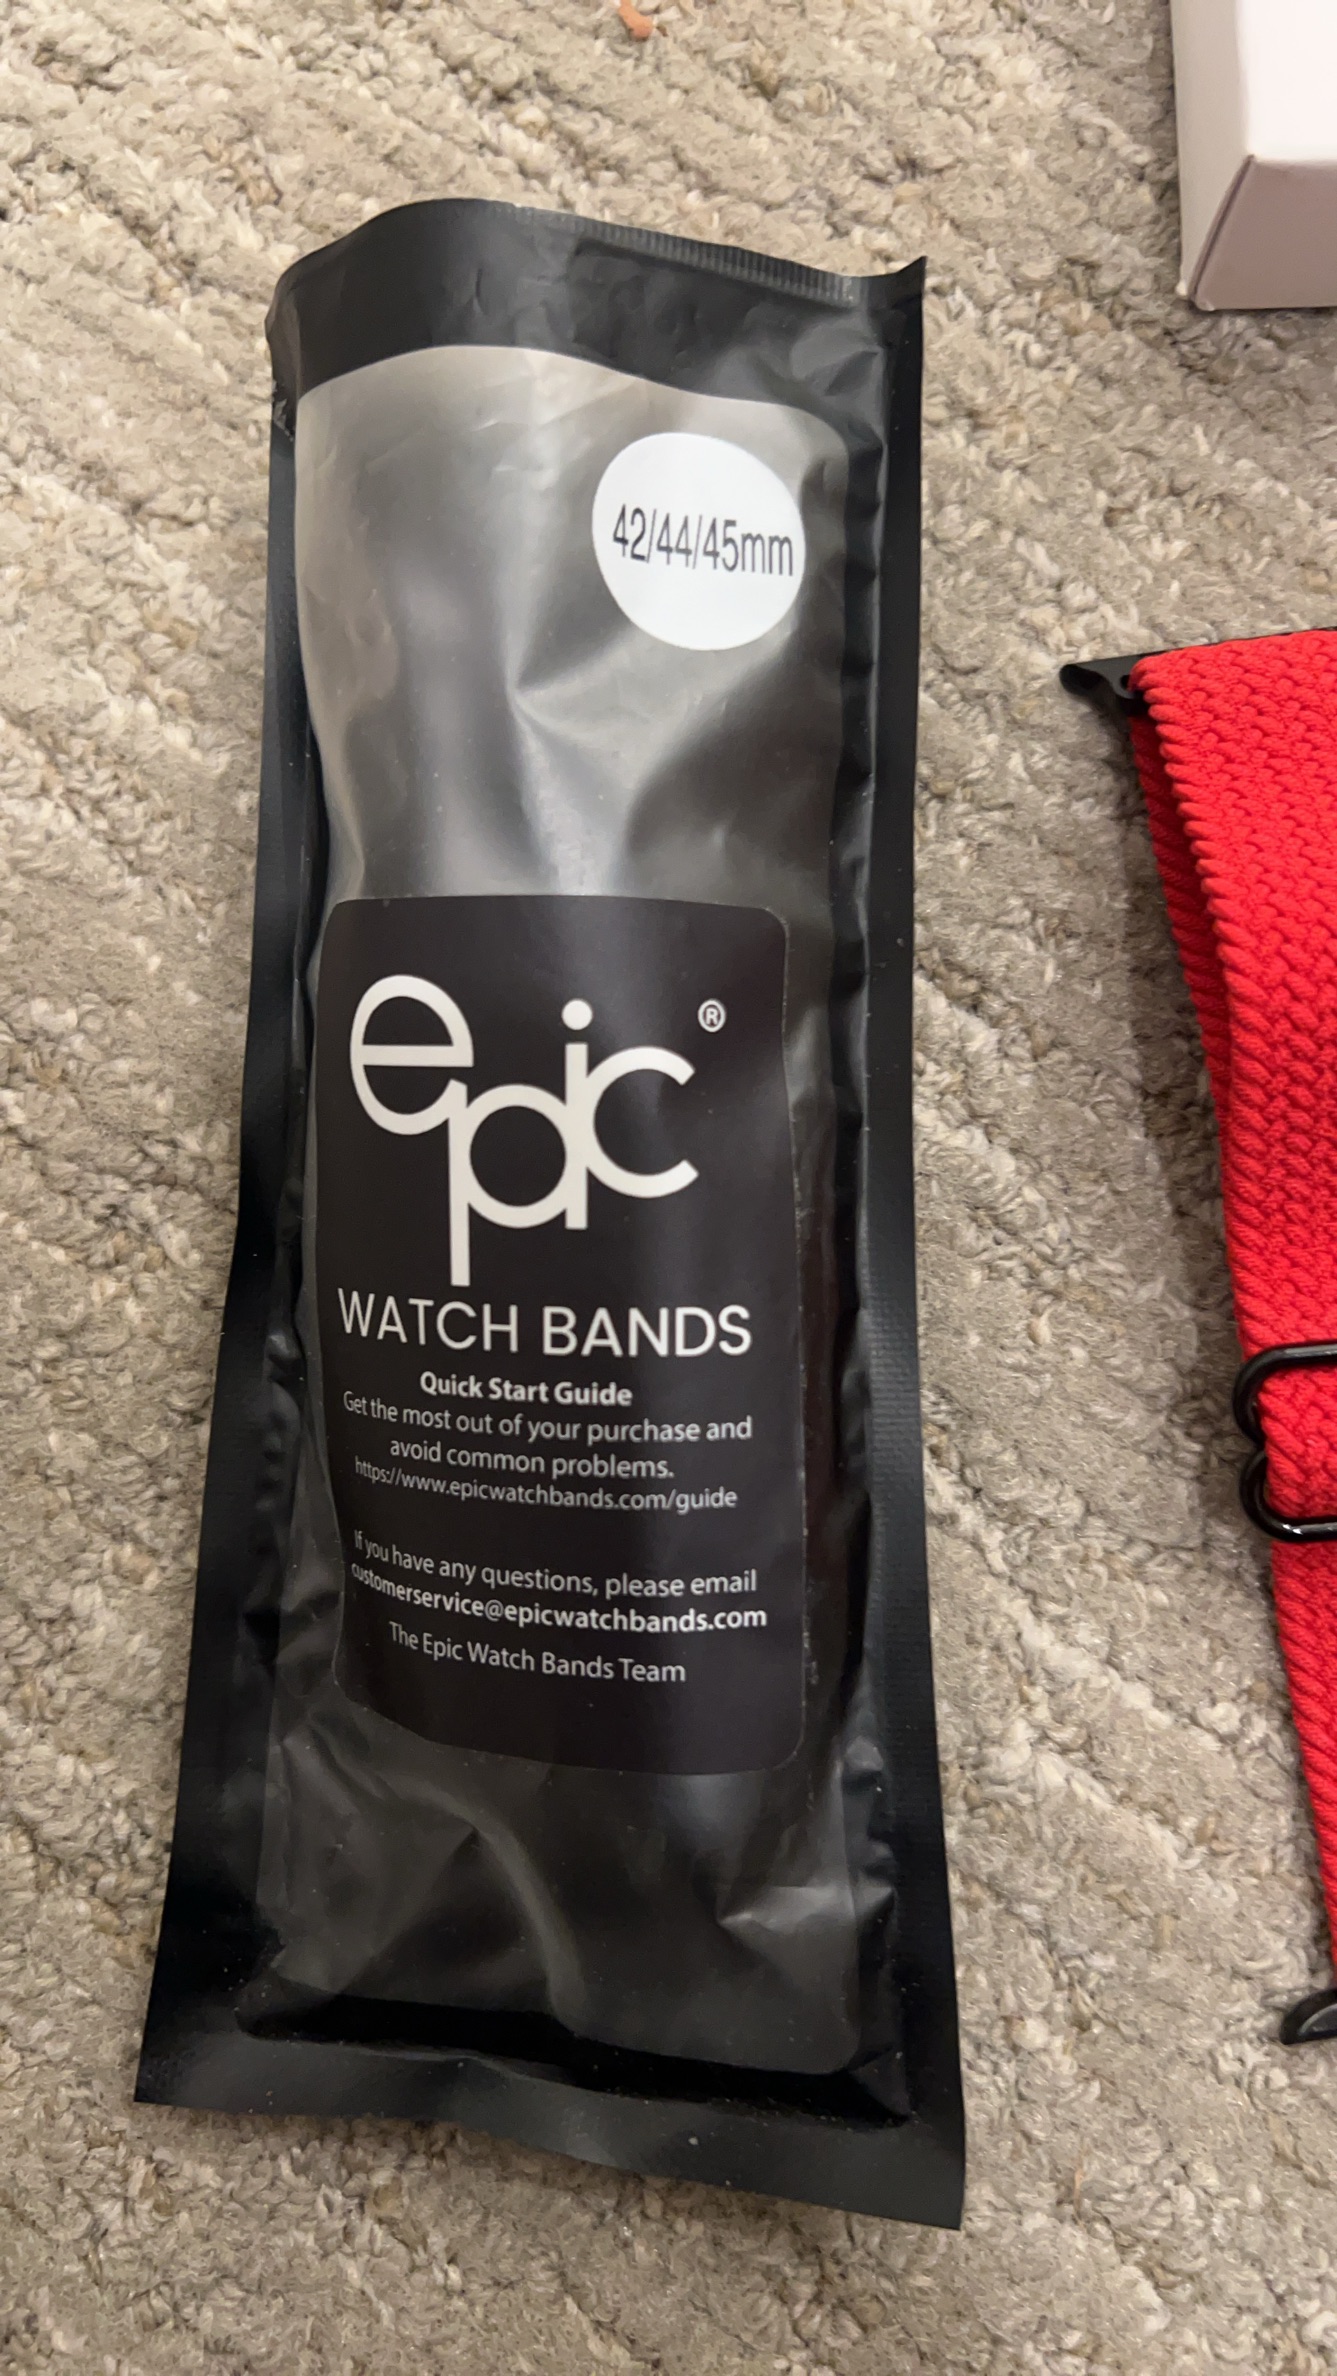 42/44/45mm
epic®
WATCH BANDS
Quick Start Guide
Get the most out of your purchase and
avoid common problems.
https://www.epicwatchbands.com/guide
If you have any questions, please email
customerservice@epicwatchbands.com
The Epic Watch Bands Team